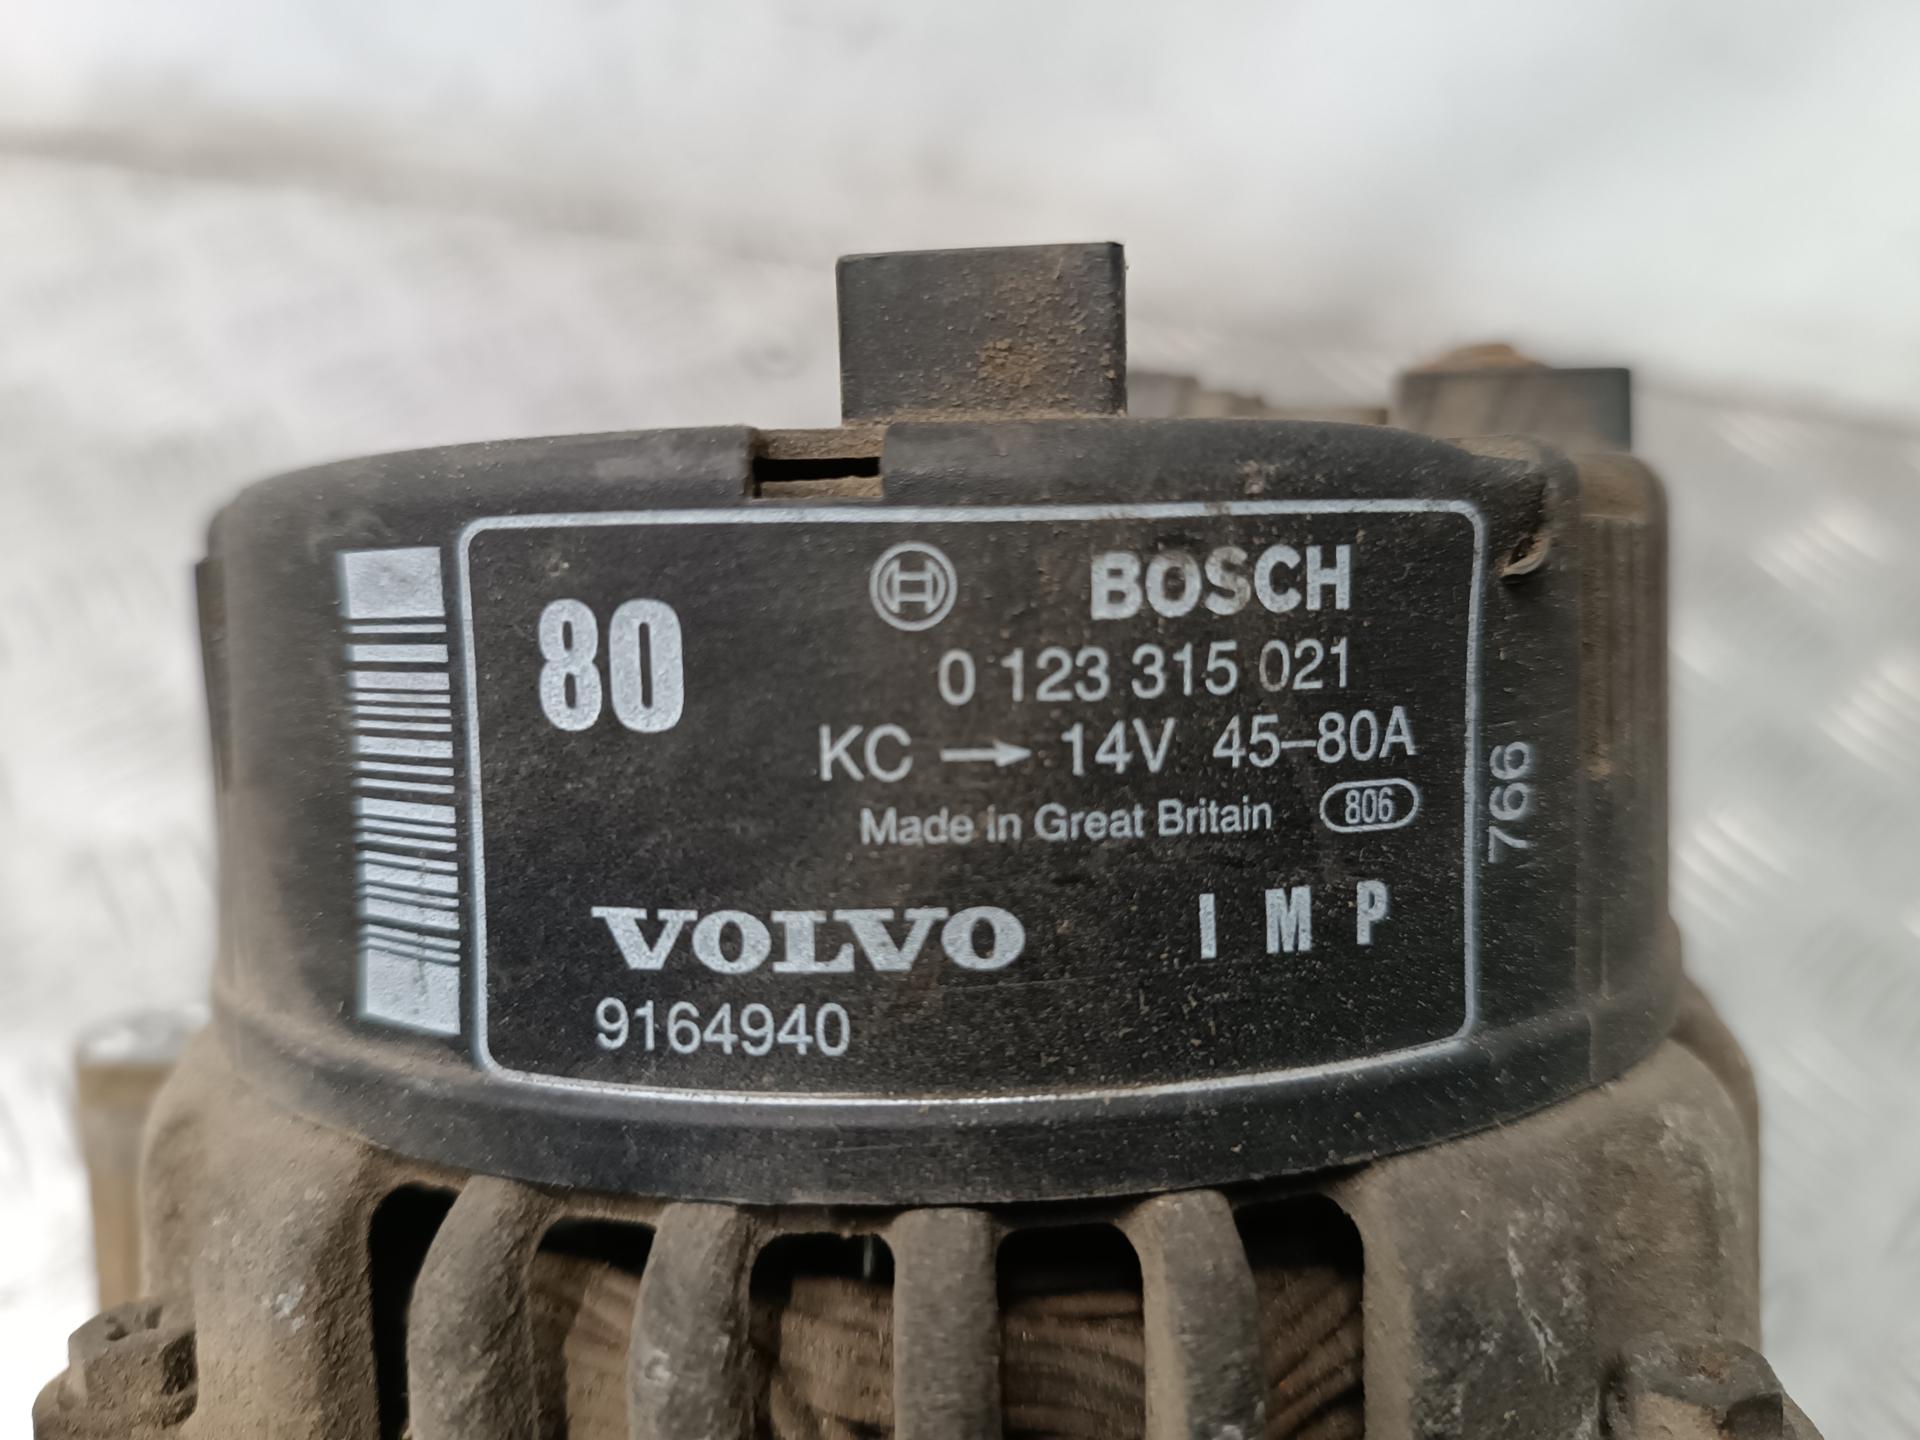 80
BOSCH
0 123 315 021
KC → 14V 45–80A
Made in Great Britain 806
VOLVO I M P
9164940
766